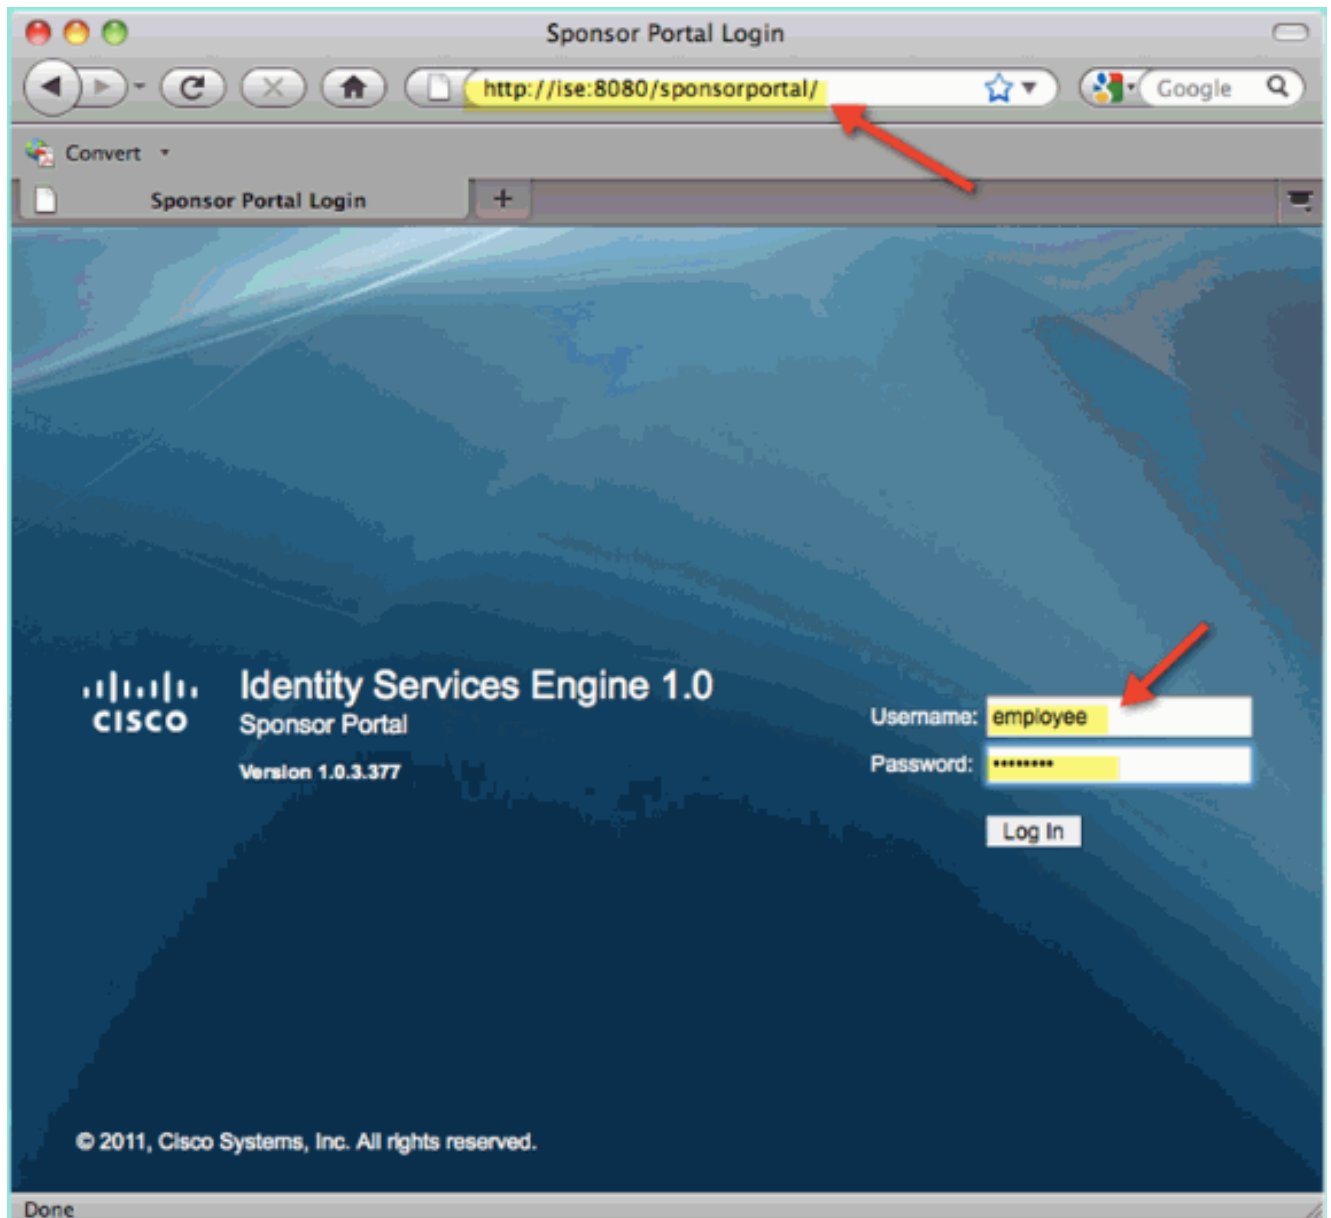 Sponsor Portal Login
http://ise:8080/sponsorportal/
Google
Convert
Sponsor Portal Login
CISCO
Identity Services Engine 1.0
Sponsor Portal
Version 1.0.3.377
Username: employee
Password: ••••••••
Log In
© 2011, Cisco Systems, Inc. All rights reserved.
Done